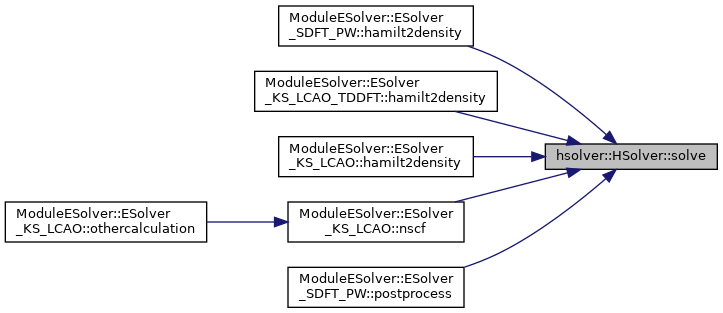 ModuleESolver::ESolver
_SDFT_PW::hamilt2density
ModuleESolver::ESolver
_KS_LCAO_TDDFT::hamilt2density
ModuleESolver::ESolver
_KS_LCAO::hamilt2density
hsolver::HSolver::solve
ModuleESolver::ESolver
_KS_LCAO::othercalculation
ModuleESolver::ESolver
_KS_LCAO::nscf
ModuleESolver::ESolver
_SDFT_PW::postprocess